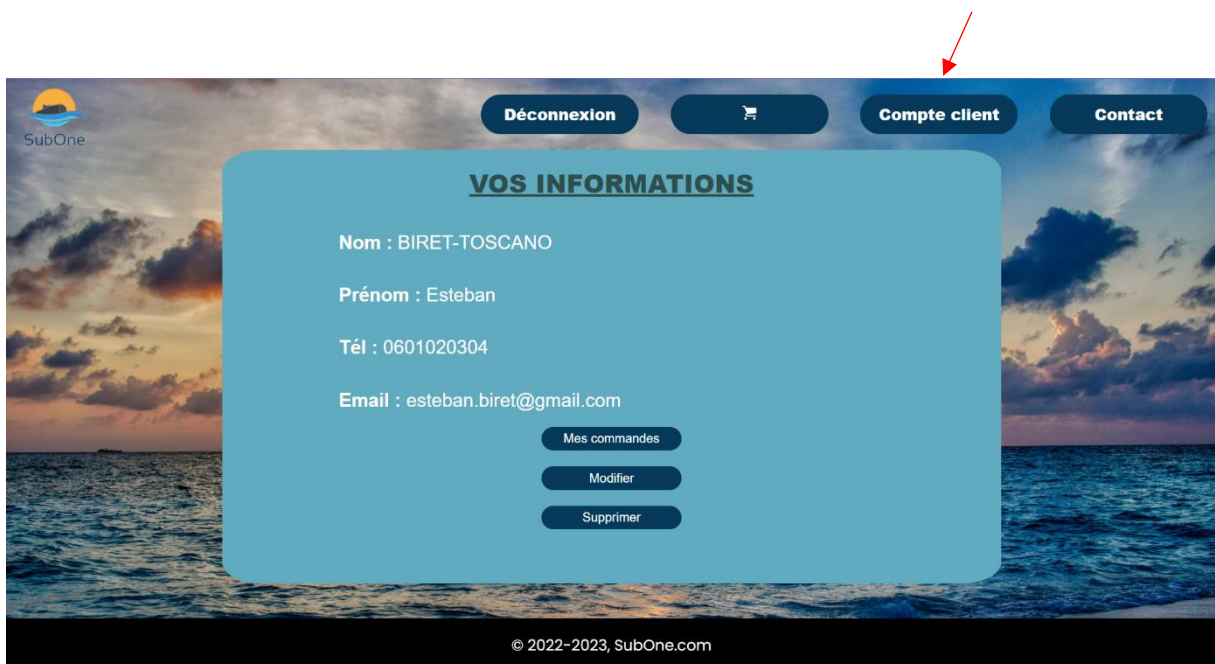 SubOne
Déconnexion
Compte client
Contact
VOS INFORMATIONS
Nom : BIRET-TOSCANO
Prénom : Esteban
Tél : 0601020304
Email : esteban.biret@gmail.com
Mes commandes
Modifier
Supprimer
© 2022-2023, SubOne.com